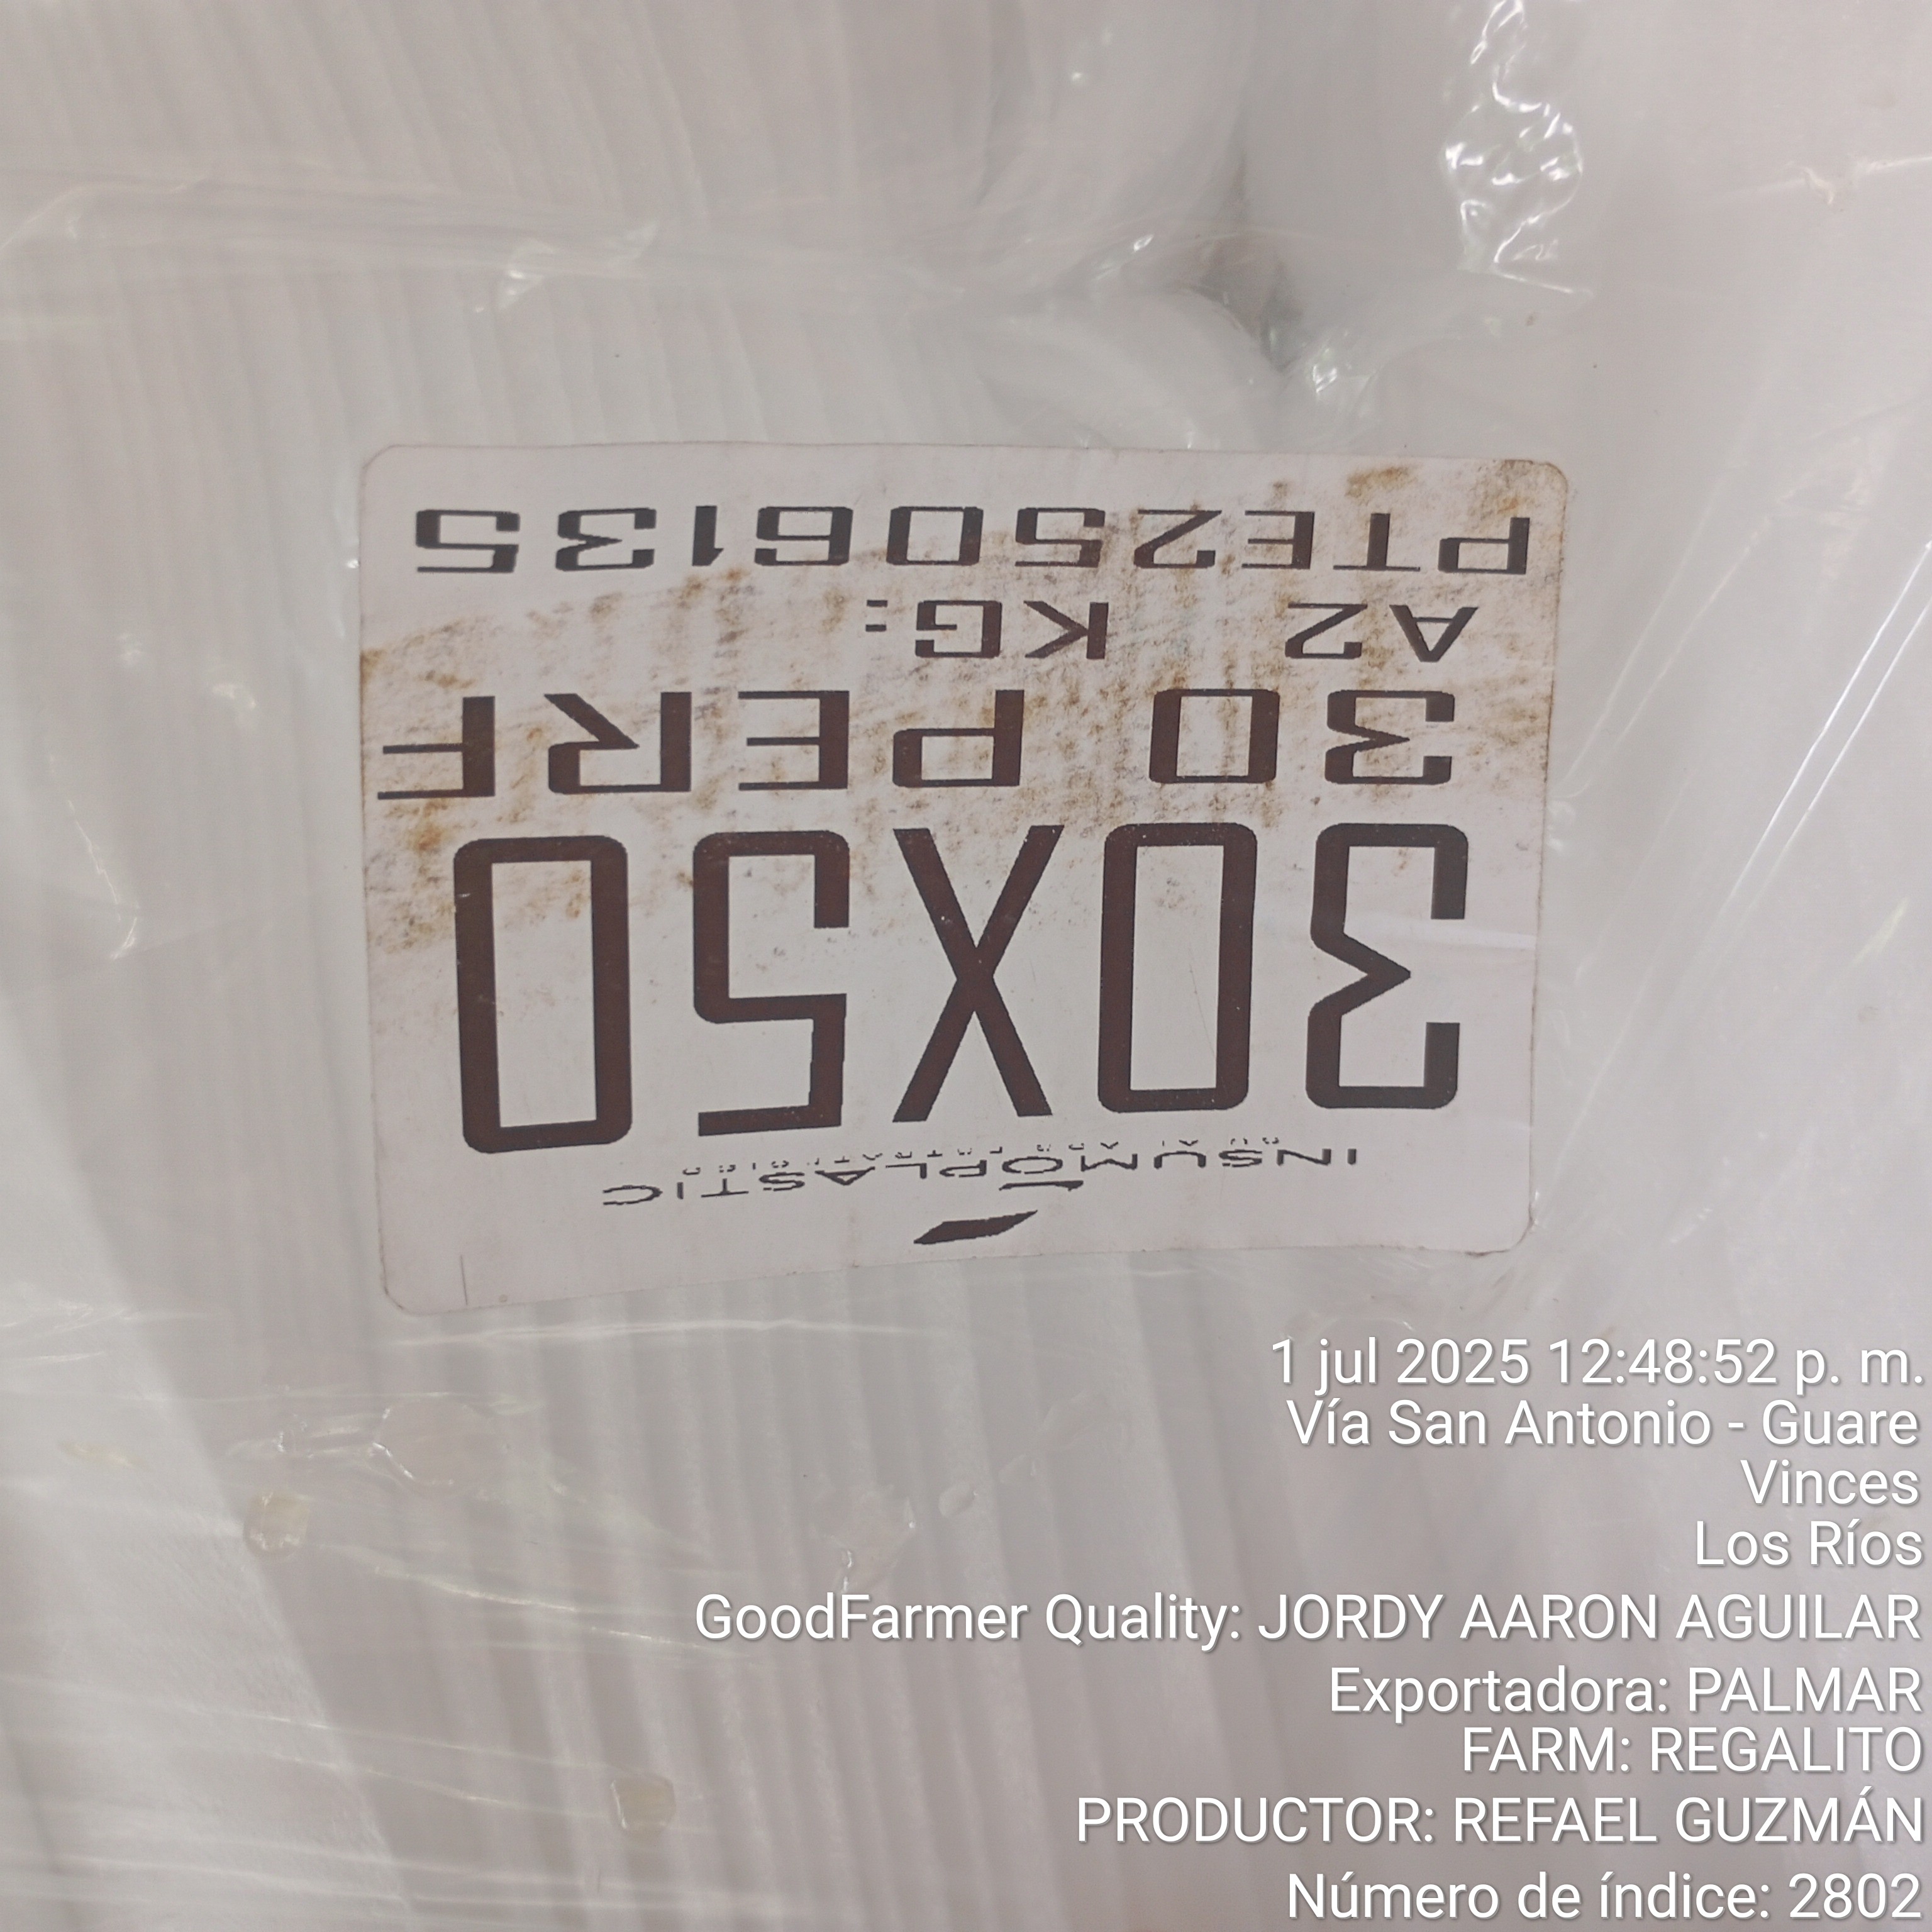 INSUMOPLASTIC
30X50
30 PERF
A2 KG:
PTE2506135
1 jul 2025 12:48:52 p. m.
Vía San Antonio - Guare
Vinces
Los Ríos
GoodFarmer Quality: JORDY AARON AGUILAR
Exportadora: PALMAR
FARM: REGALITO
PRODUCTOR: REFAEL GUZMÁN
Número de índice: 2802